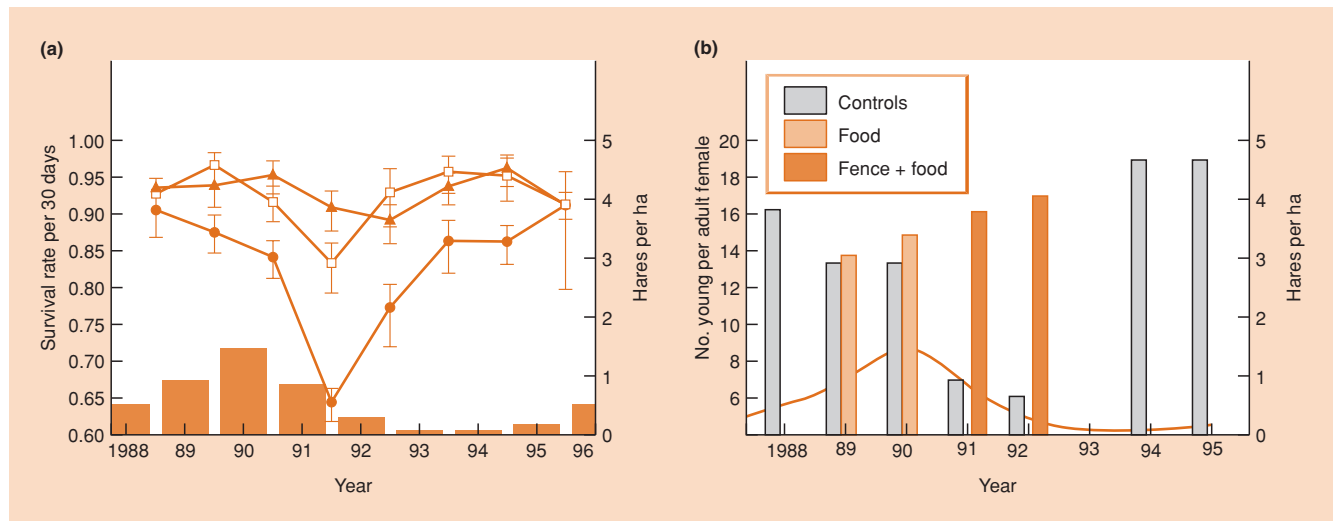 (a)
Survival rate per 30 days
1.00
0.95
0.90
0.85
0.80
0.75
0.70
0.65
0.60
5
4
3
2
1
0
Hares per ha
1988 89 90 91 92 93 94 95 96
Year
(b)
No. young per adult female
20
18
16
14
12
10
8
6
Controls
Food
Fence + food
5
4
3
2
1
0
Hares per ha
1988 89 90 91 92 93 94 95
Year